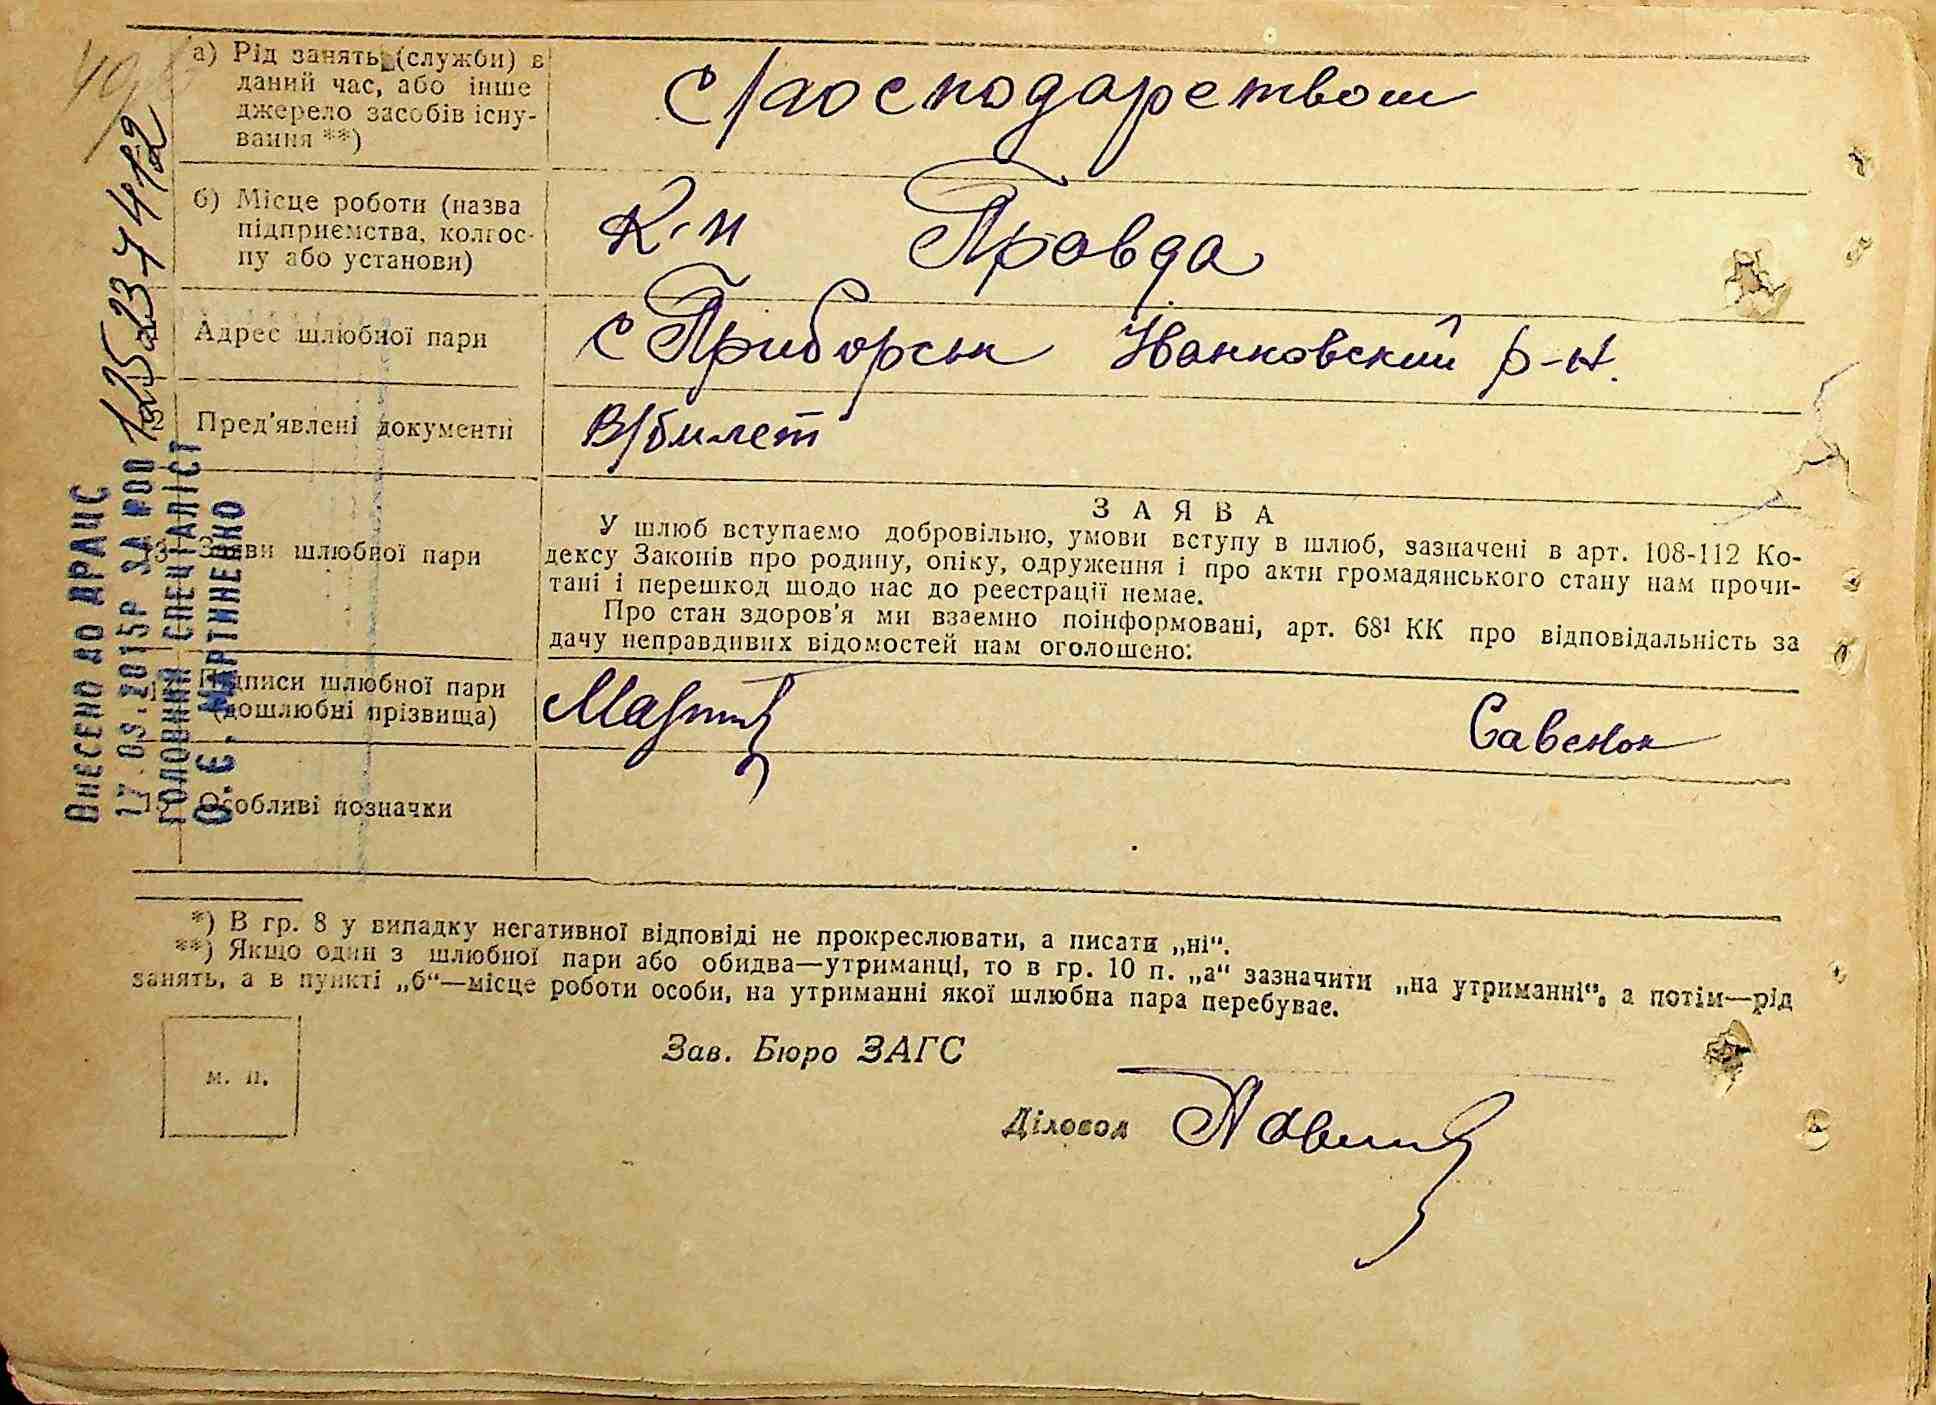 а) Рід занять (служби) в
даний час, або інше
джерело засобів існу-
вання **)
с/господарством
б) Місце роботи (назва
підприємства, колгос-
пу або установи)
к-п Правда
Адрес шлюбної пари
с Приборськ Иванковский р-н.
12 Пред'явлені документи
В/билет
13 Заяви шлюбної пари
ЗАЯВА
У шлюб вступаємо добровільно, умови вступу в шлюб, зазначені в арт. 108-112 Ко-
дексу Законів про родину, опіку, одруження і про акти громадянського стану нам прочи-
тані і перешкод щодо нас до реестрації немає.
Про стан здоров'я ми взаємно поінформовані, арт. 68¹ КК про відповідальність за
дачу неправдивих відомостей нам оголошено:
Підписи шлюбної пари
(дошлюбні прізвища)
Савенок
15 Особливі позначки
Внесено до ДРАЦС
17.09.2015Р ЗА №00 125234412
ГОЛОВНИЙ СПЕЦІАЛІСТ
О.Є. МАРТИНЕНКО
*) В гр. 8 у випадку негативної відповіді не прокреслювати, а писати „ні“.
**) Якщо один з шлюбної пари або обидва—утриманці, то в гр. 10 п. „а“ зазначити „на утриманні“, а потім—рід
занять, а в пункті „б“—місце роботи особи, на утриманні якої шлюбна пара перебуває.
м. п.
Зав. Бюро ЗАГС
Діловод